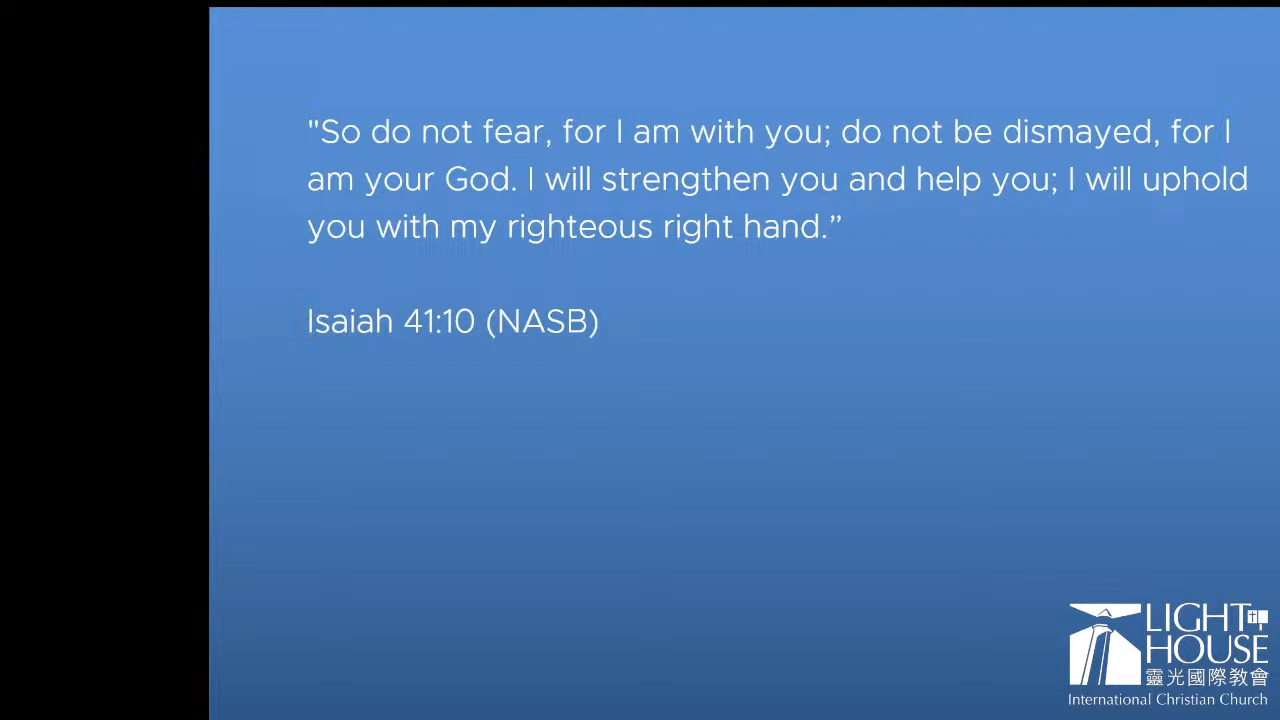 "So do not fear, for I am with you; do not be dismayed, for I
am your God. I will strengthen you and help you; I will uphold
you with my righteous right hand.”
Isaiah 41:10 (NASB)
LIGHT
HOUSE
靈光國際教會
International Christian Church